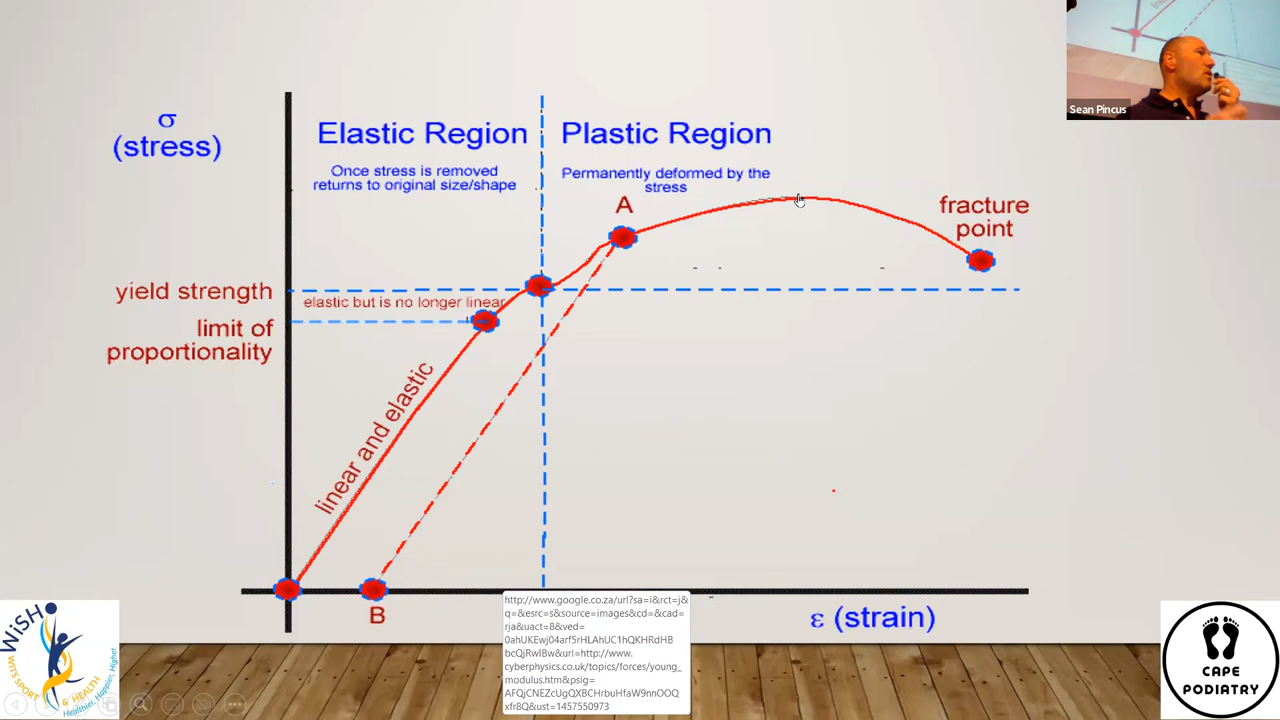 Sean Pincus
σ
(stress)
Elastic Region
Once stress is removed
returns to original size/shape
Plastic Region
Permanently deformed by the
stress
A
fracture
point
yield strength
elastic but is no longer linear
limit of
proportionality
linear and elastic
B
ε (strain)
http://www.google.co.za/url?sa=i&rct=j&
q=&esrc=s&source=images&cd=&cad=
rja&uact=8&ved=
0ahUKEwj04arf5rHLAhUC1hQKHRdHB
bcQjRwIBw&url=http://www.
cyberphysics.co.uk/topics/forces/young_
modulus.htm&psig=
AFQjCNEZcUgQXBCHrbuHfaW9nnOOQ
xfr8Q&ust=1457550973
WiSH
WITS SPORT & HEALTH
Healthier, Happier, Higher
CAPE
PODIATRY